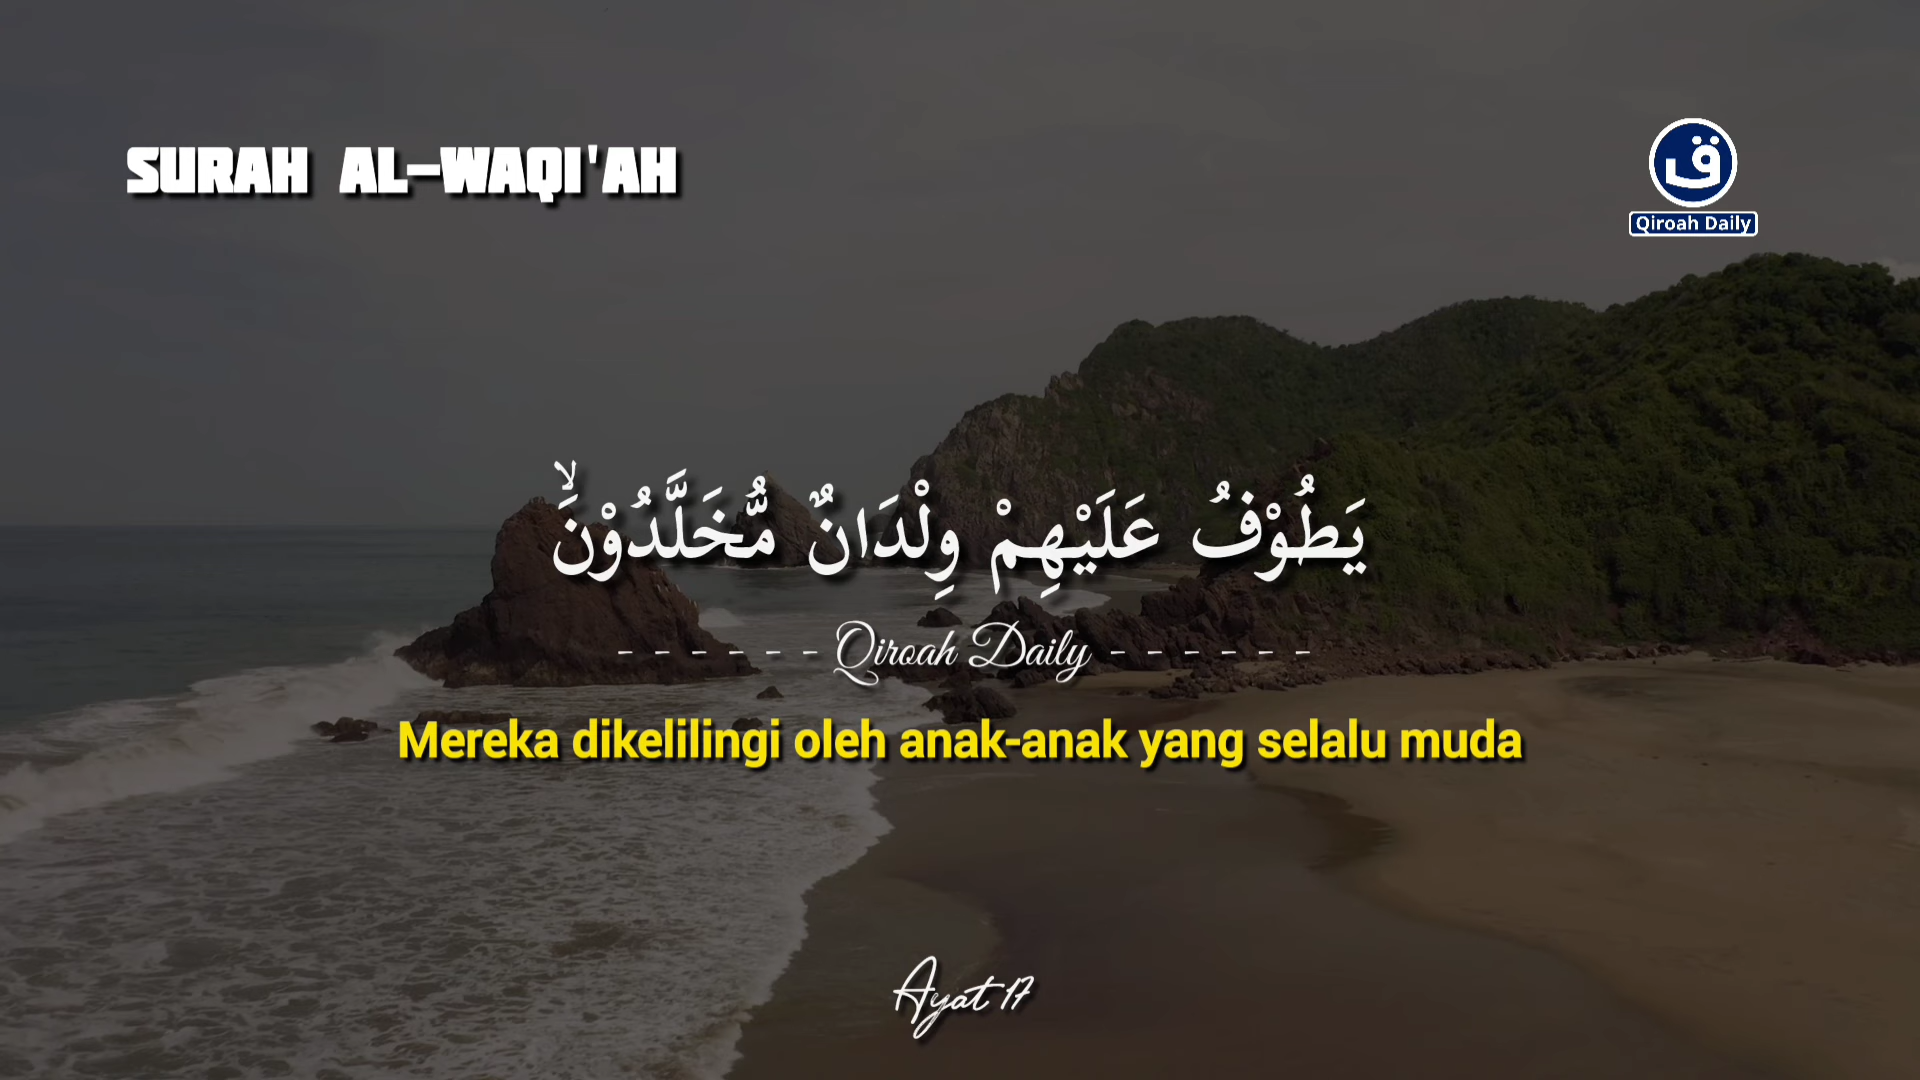 SURAH AL-WAQI'AH
ق
Qiroah Daily
يَطُوْفُ عَلَيْهِمْ وِلْدَانٌ مُّخَلَّدُوْنَۙ
- - - - - - Qiroah Daily - - - - - -
Mereka dikelilingi oleh anak-anak yang selalu muda
Ayat 17